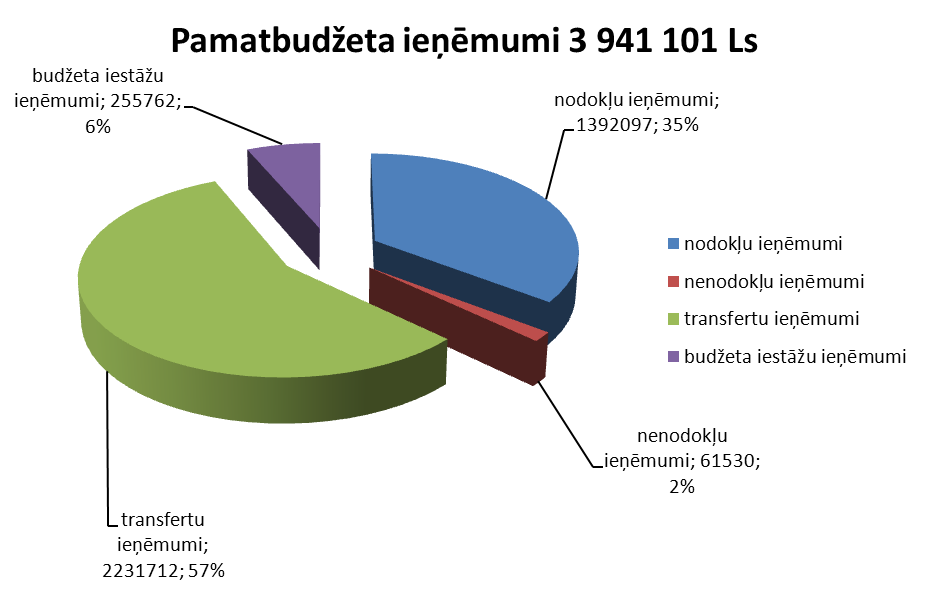 Pamatbudžeta ieņēmumi 3 941 101 Ls
budžeta iestāžu
ieņēmumi; 255762;
6%
nodokļu ieņēmumi;
1392097; 35%
nodokļu ieņēmumi
nenodokļu ieņēmumi
transfertu ieņēmumi
budžeta iestāžu ieņēmumi
nenodokļu
ieņēmumi; 61530;
2%
transfertu
ieņēmumi;
2231712; 57%